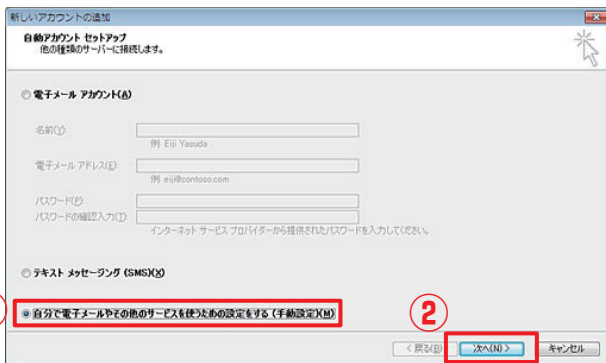 新しいアカウントの追加
自動アカウント セットアップ
他の種類のサーバーに接続します。
電子メール アカウント(A)
名前(Y):
例: Eiji Yasuda
電子メール アドレス(E):
例: eiji@contoso.com
パスワード(P):
パスワードの確認入力(T):
インターネット サービス プロバイダーから提供されたパスワードを入力してください。
テキスト メッセージング (SMS)(X)
自分で電子メールやその他のサービスを使うための設定をする (手動設定)(M)
②
< 戻る(B) 次へ(N) > キャンセル